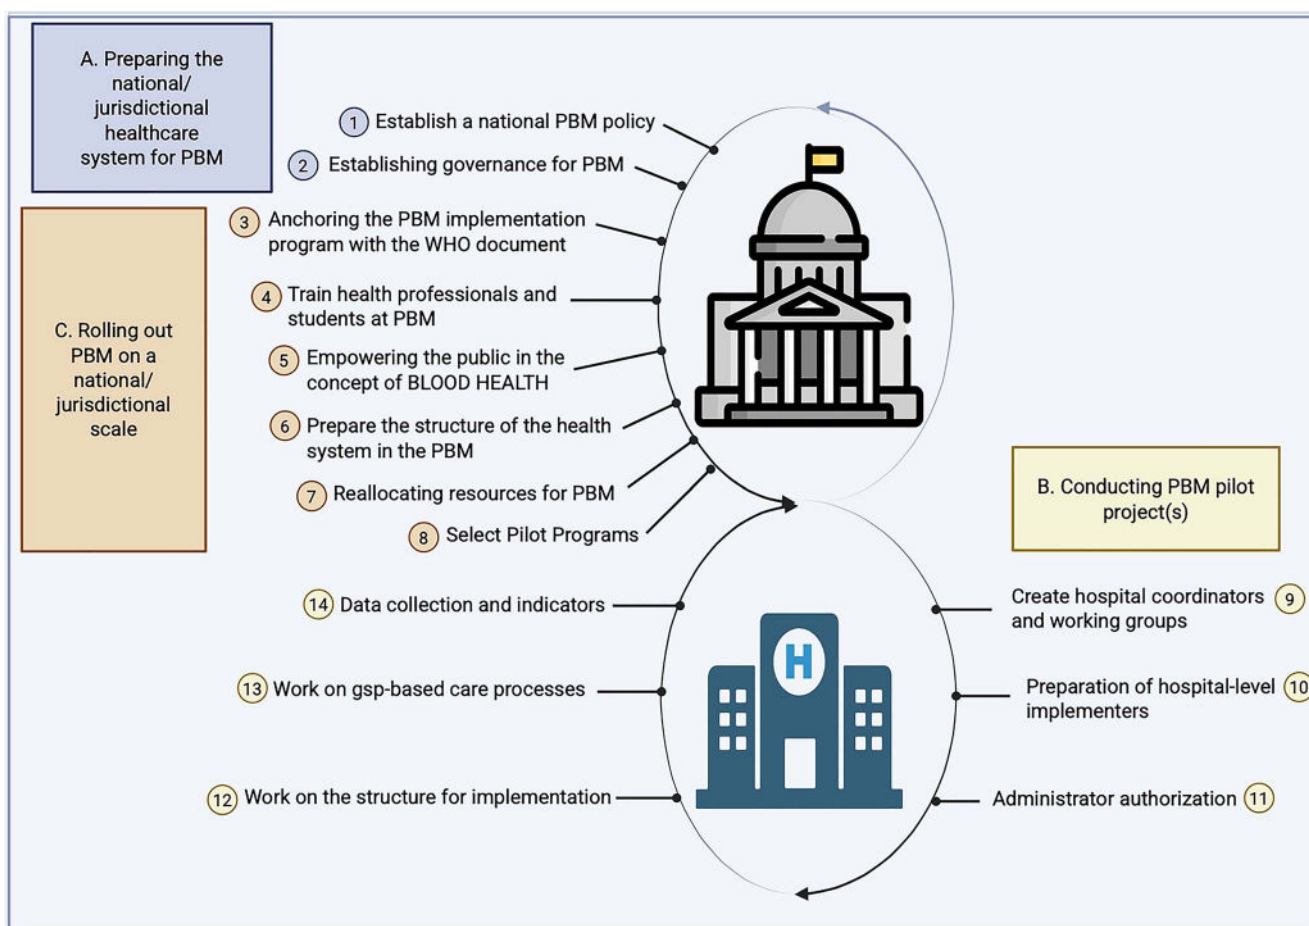 A. Preparing the
national/
jurisdictional
healthcare
system for PBM
1 Establish a national PBM policy
2 Establishing governance for PBM
C. Rolling out
PBM on a
national/
jurisdictional
scale
3 Anchoring the PBM implementation
program with the WHO document
4 Train health professionals and
students at PBM
5 Empowering the public in the
concept of BLOOD HEALTH
6 Prepare the structure of the health
system in the PBM
7 Reallocating resources for PBM
8 Select Pilot Programs
B. Conducting PBM pilot
project(s)
Create hospital coordinators 9
and working groups
Preparation of hospital-level 10
implementers
Administrator authorization 11
12 Work on the structure for implementation
13 Work on gsp-based care processes
14 Data collection and indicators
H